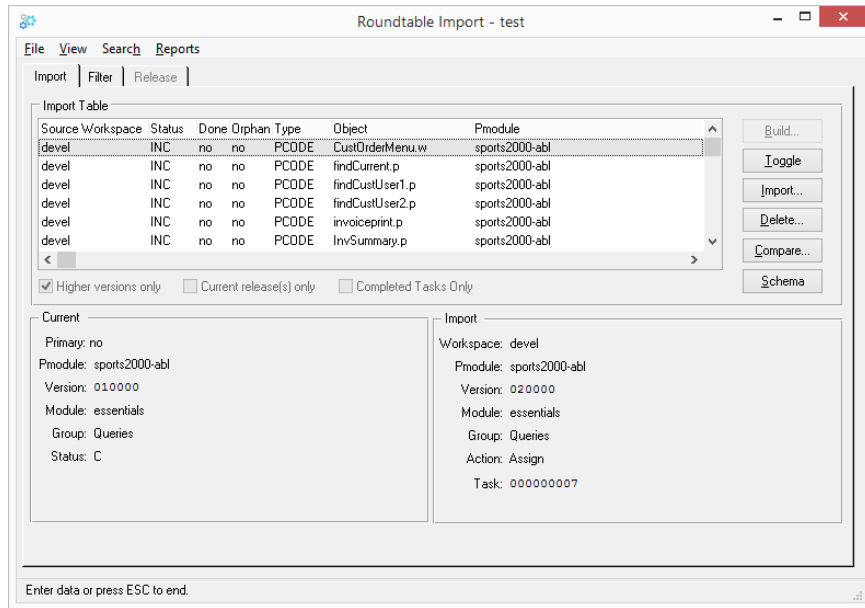 Roundtable Import - test
File View Search Reports
Import Filter Release
Import Table
Source Workspace Status Done Orphan Type Object Pmodule
devel INC no no PCODE CustOrderMenu.w sports2000-abl
devel INC no no PCODE findCurrent.p sports2000-abl
devel INC no no PCODE findCustUser1.p sports2000-abl
devel INC no no PCODE findCustUser2.p sports2000-abl
devel INC no no PCODE invoiceprint.p sports2000-abl
devel INC no no PCODE InvSummary.p sports2000-abl
Build...
Toggle
Import...
Delete...
Compare...
Schema
Higher versions only Current release(s) only Completed Tasks Only
Current
Primary: no
Pmodule: sports2000-abl
Version: 010000
Module: essentials
Group: Queries
Status: C
Import
Workspace: devel
Pmodule: sports2000-abl
Version: 020000
Module: essentials
Group: Queries
Action: Assign
Task: 000000007
Enter data or press ESC to end.